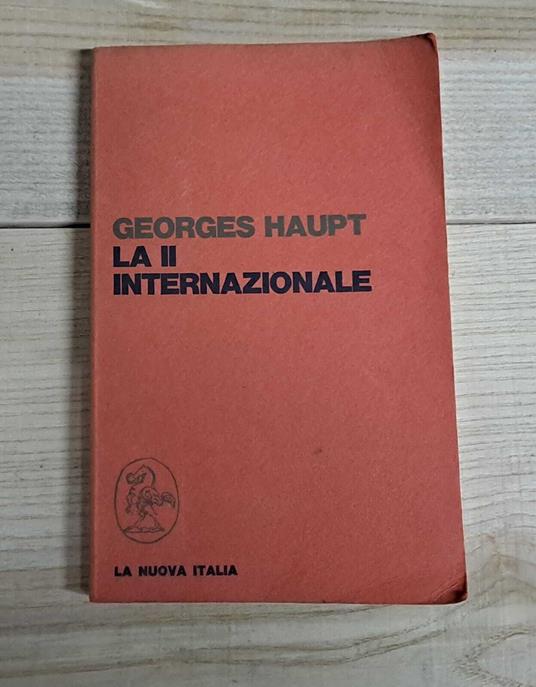 GEORGES HAUPT
LA II
INTERNAZIONALE
LA NUOVA ITALIA